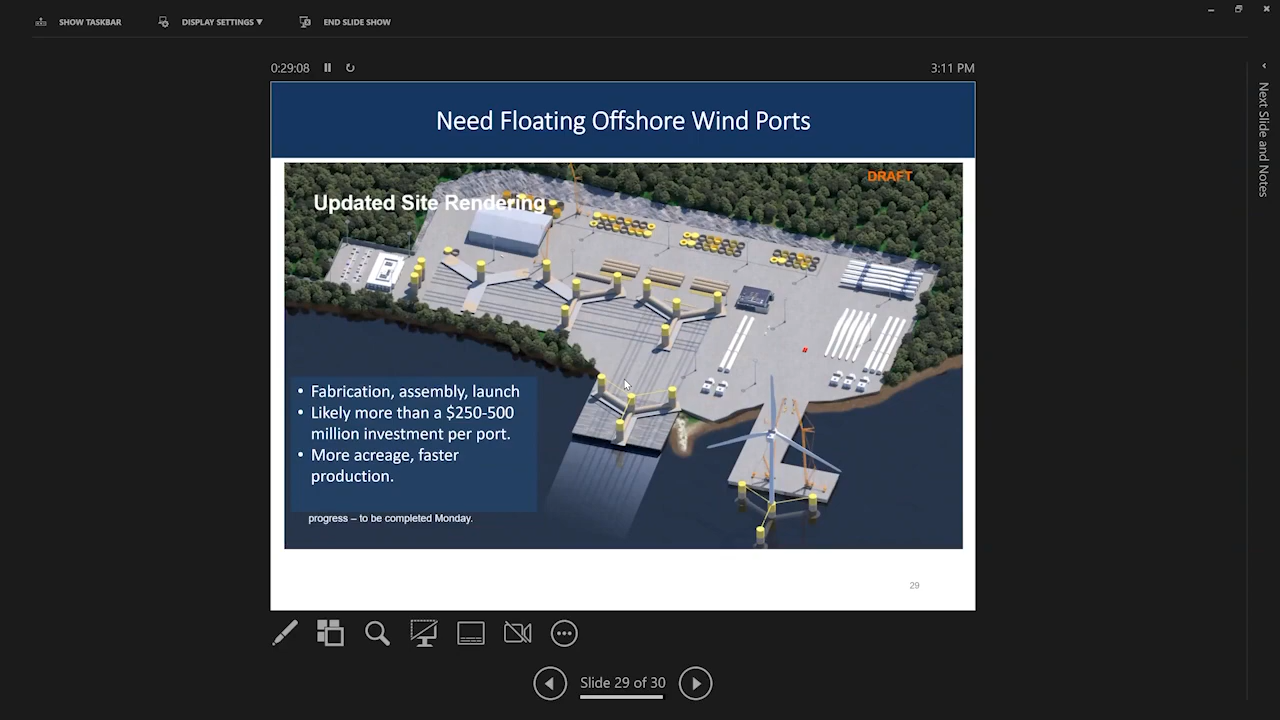 SHOW TASKBAR
DISPLAY SETTINGS ▼
END SLIDE SHOW
0:29:08
3:11 PM
Need Floating Offshore Wind Ports
DRAFT
Updated Site Rendering
• Fabrication, assembly, launch
• Likely more than a $250-500
million investment per port.
• More acreage, faster
production.
progress – to be completed Monday.
29
Slide 29 of 30
Next Slide and Notes